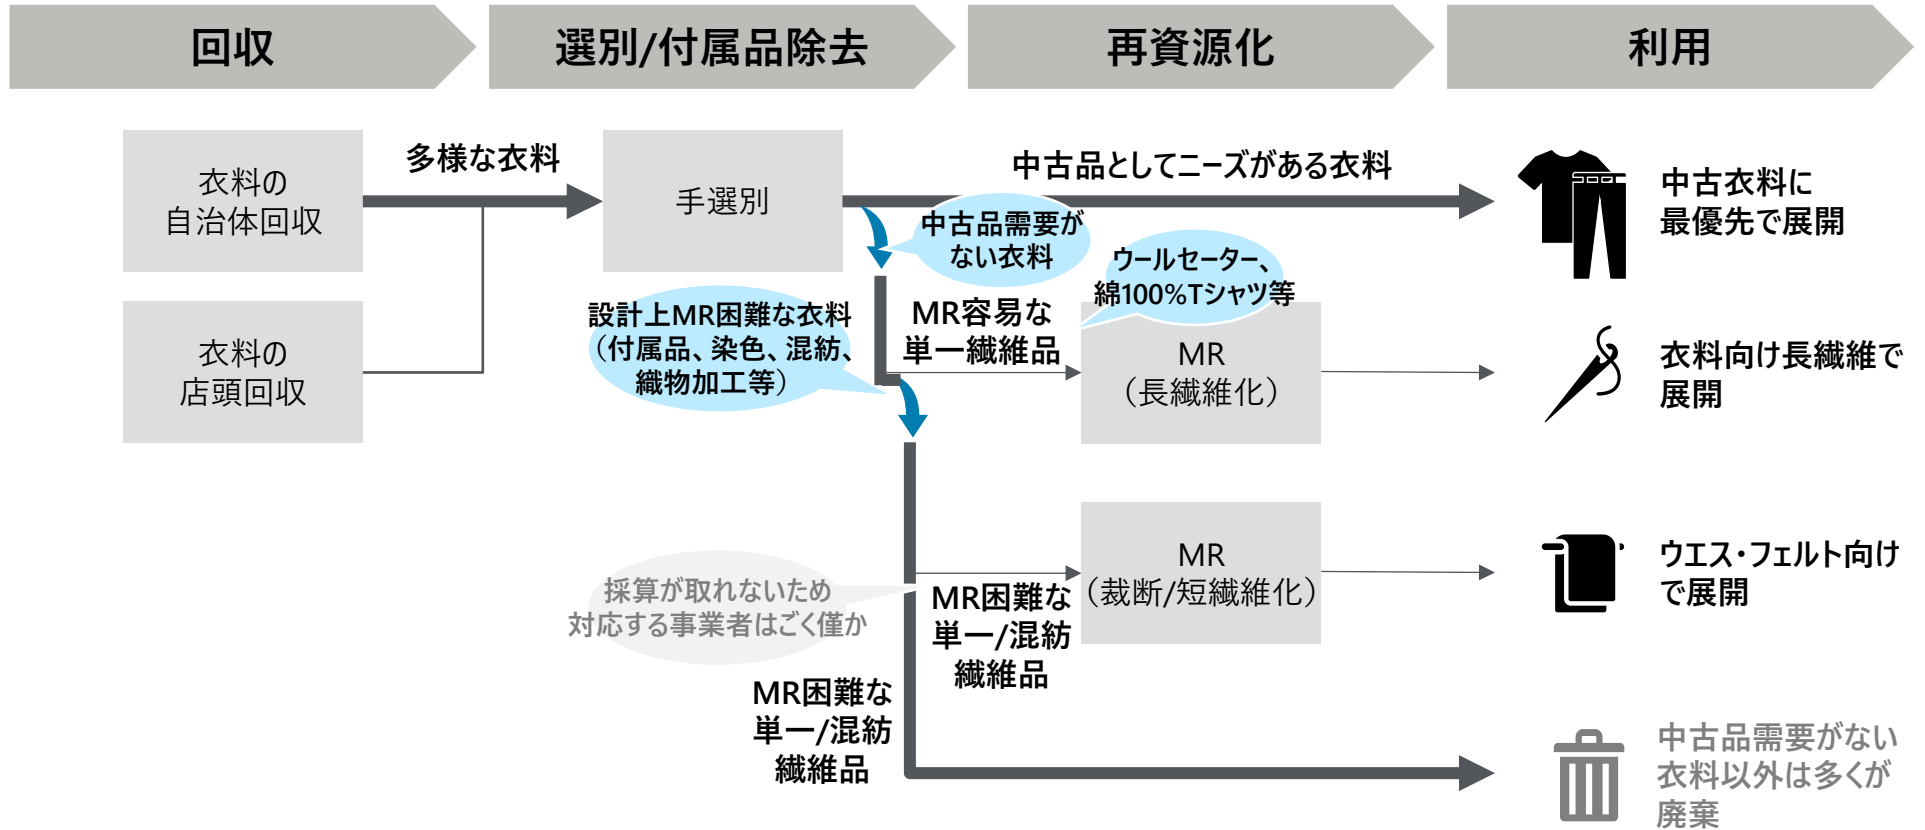 回収
選別/付属品除去
再資源化
利用
衣料の
自治体回収
多様な衣料
手選別
中古品としてニーズがある衣料
中古衣料に
最優先で展開
中古品需要が
ない衣料
ウールセーター、
綿100%Tシャツ等
衣料の
店頭回収
設計上MR困難な衣料
（付属品、染色、混紡、
織物加工等）
MR容易な
単一繊維品
MR
（長繊維化）
衣料向け長繊維で
展開
採算が取れないため
対応する事業者はごく僅か
MR困難な
単一/混紡
繊維品
MR
（裁断/短繊維化）
ウエス・フェルト向け
で展開
MR困難な
単一/混紡
繊維品
中古品需要がない
衣料以外は多くが
廃棄